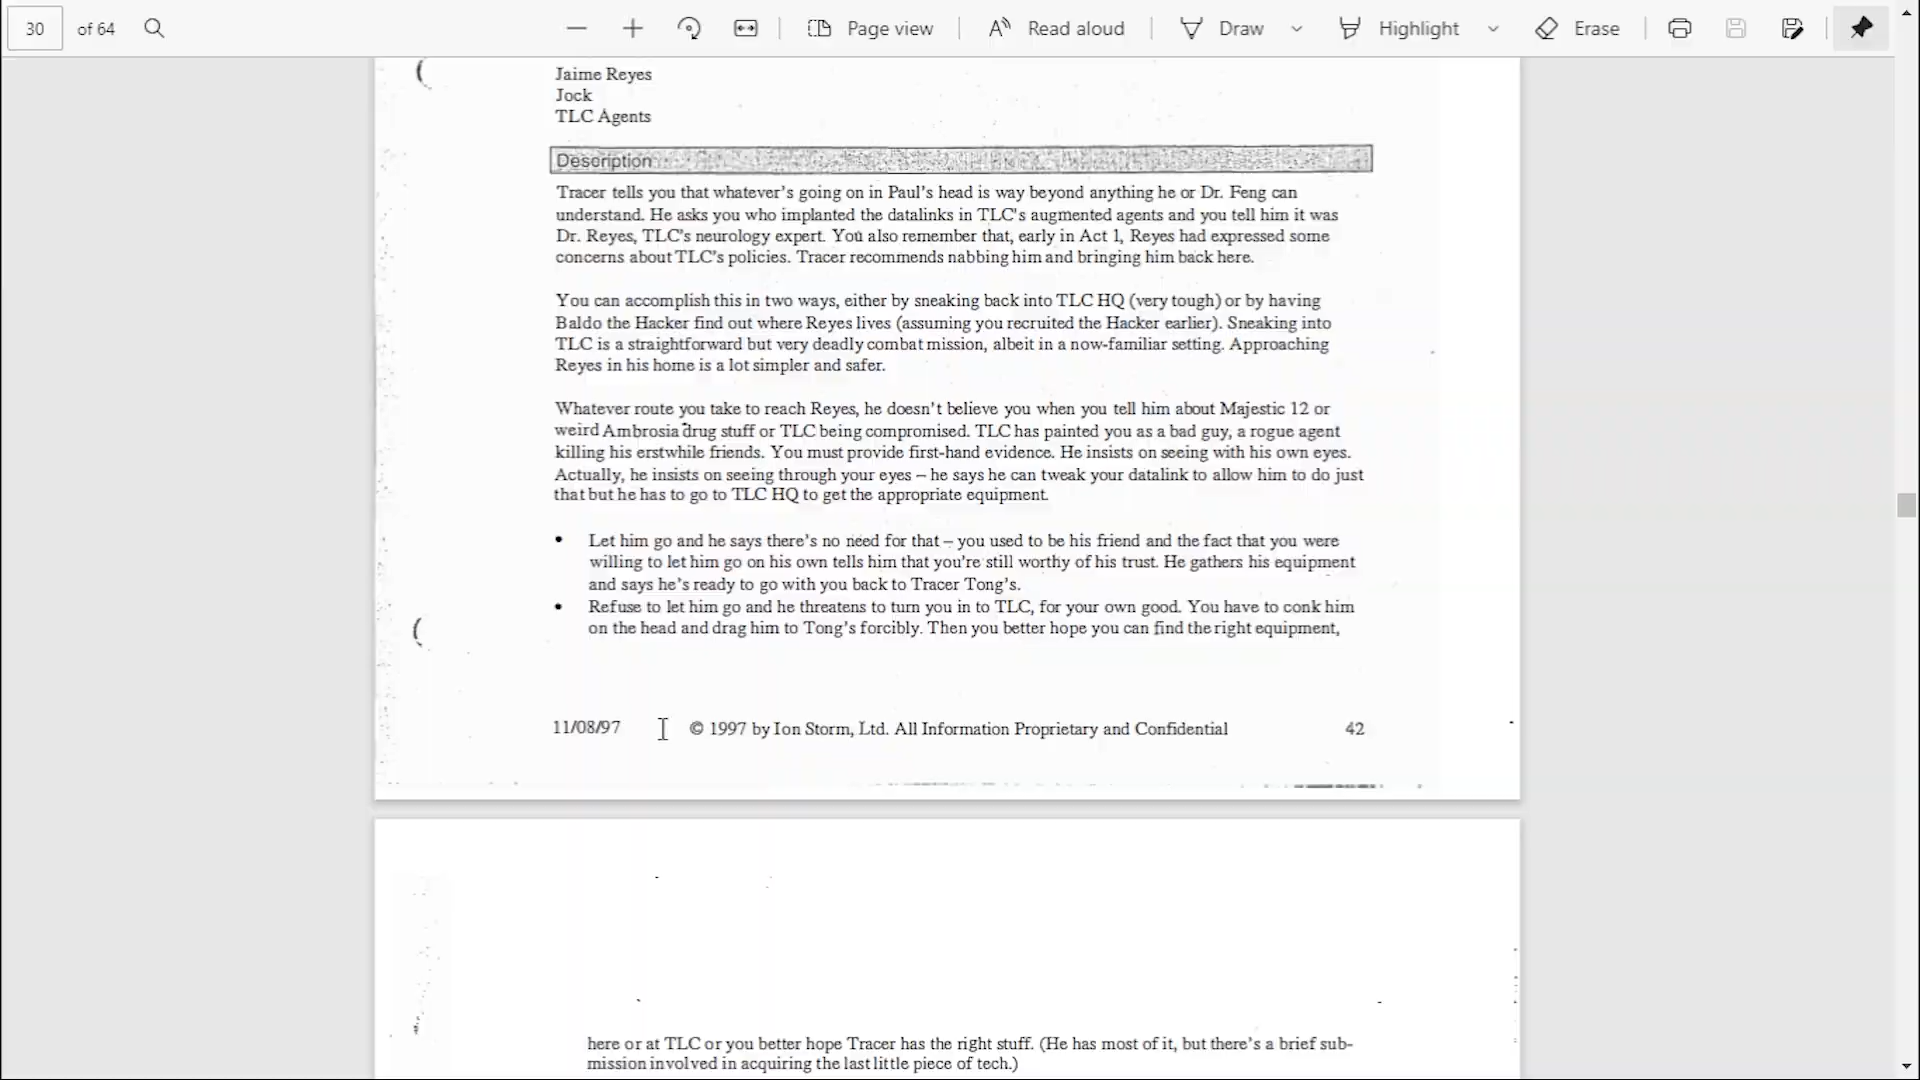 30 of 64 Page view Read aloud Draw Highlight Erase
Jaime Reyes
Jock
TLC Agents
Description
Tracer tells you that whatever's going on in Paul's head is way beyond anything he or Dr. Feng can
understand. He asks you who implanted the datalinks in TLC's augmented agents and you tell him it was
Dr. Reyes, TLC's neurology expert. You also remember that, early in Act 1, Reyes had expressed some
concerns about TLC's policies. Tracer recommends nabbing him and bringing him back here.
You can accomplish this in two ways, either by sneaking back into TLC HQ (very tough) or by having
Baldo the Hacker find out where Reyes lives (assuming you recruited the Hacker earlier). Sneaking into
TLC is a straightforward but very deadly combat mission, albeit in a now-familiar setting. Approaching
Reyes in his home is a lot simpler and safer.
Whatever route you take to reach Reyes, he doesn't believe you when you tell him about Majestic 12 or
weird Ambrosia drug stuff or TLC being compromised. TLC has painted you as a bad guy, a rogue agent
killing his erstwhile friends. You must provide first-hand evidence. He insists on seeing with his own eyes.
Actually, he insists on seeing through your eyes – he says he can tweak your datalink to allow him to do just
that but he has to go to TLC HQ to get the appropriate equipment.
• Let him go and he says there's no need for that – you used to be his friend and the fact that you were
willing to let him go on his own tells him that you're still worthy of his trust. He gathers his equipment
and says he's ready to go with you back to Tracer Tong's.
• Refuse to let him go and he threatens to turn you in to TLC, for your own good. You have to conk him
on the head and drag him to Tong's forcibly. Then you better hope you can find the right equipment,
11/08/97 © 1997 by Ion Storm, Ltd. All Information Proprietary and Confidential 42
here or at TLC or you better hope Tracer has the right stuff. (He has most of it, but there's a brief sub-
mission involved in acquiring the last little piece of tech.)